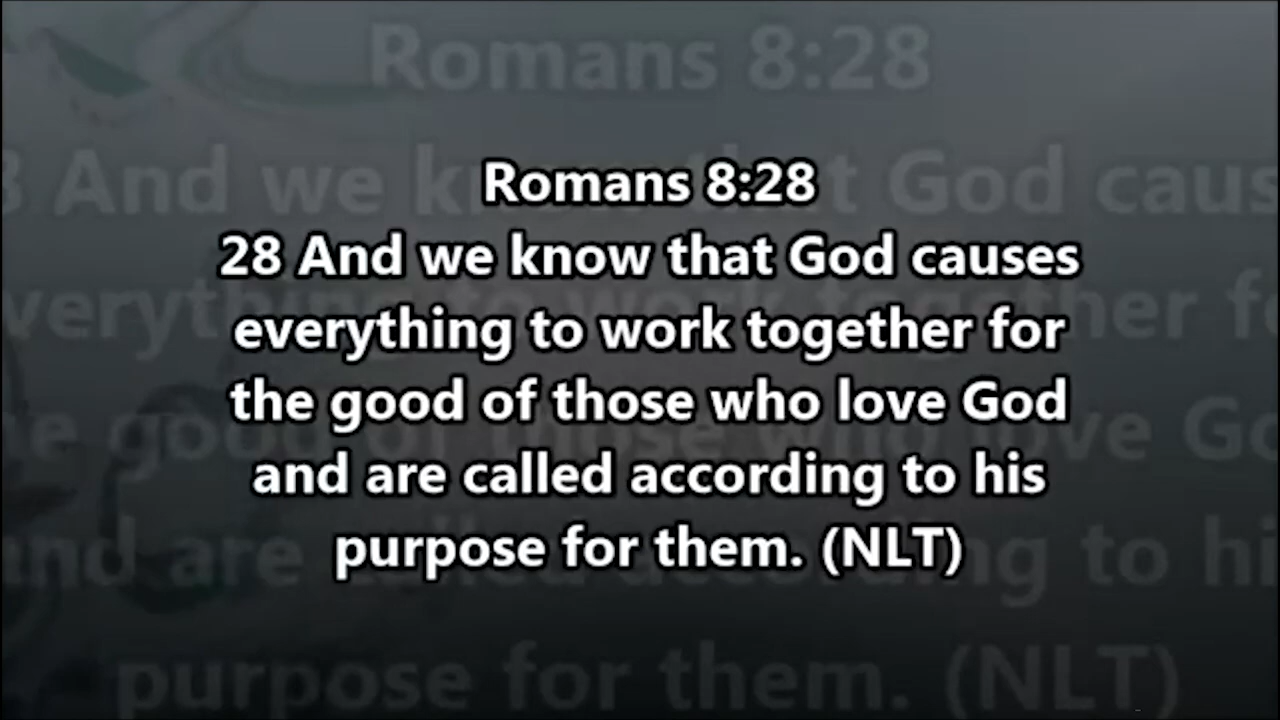 Romans 8:28
28 And we know that God causes
everything to work together for
the good of those who love God
and are called according to his
purpose for them. (NLT)